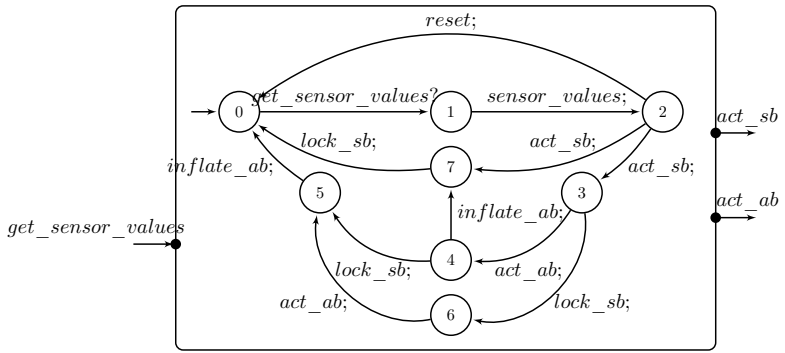 reset;
get_sensor_values?
sensor_values;
0
1
2
act_sb
lock_sb;
act_sb;
7
inflate_ab;
act_sb;
5
3
act_ab
inflate_ab;
get_sensor_values
4
lock_sb;
act_ab;
act_ab;
lock_sb;
6